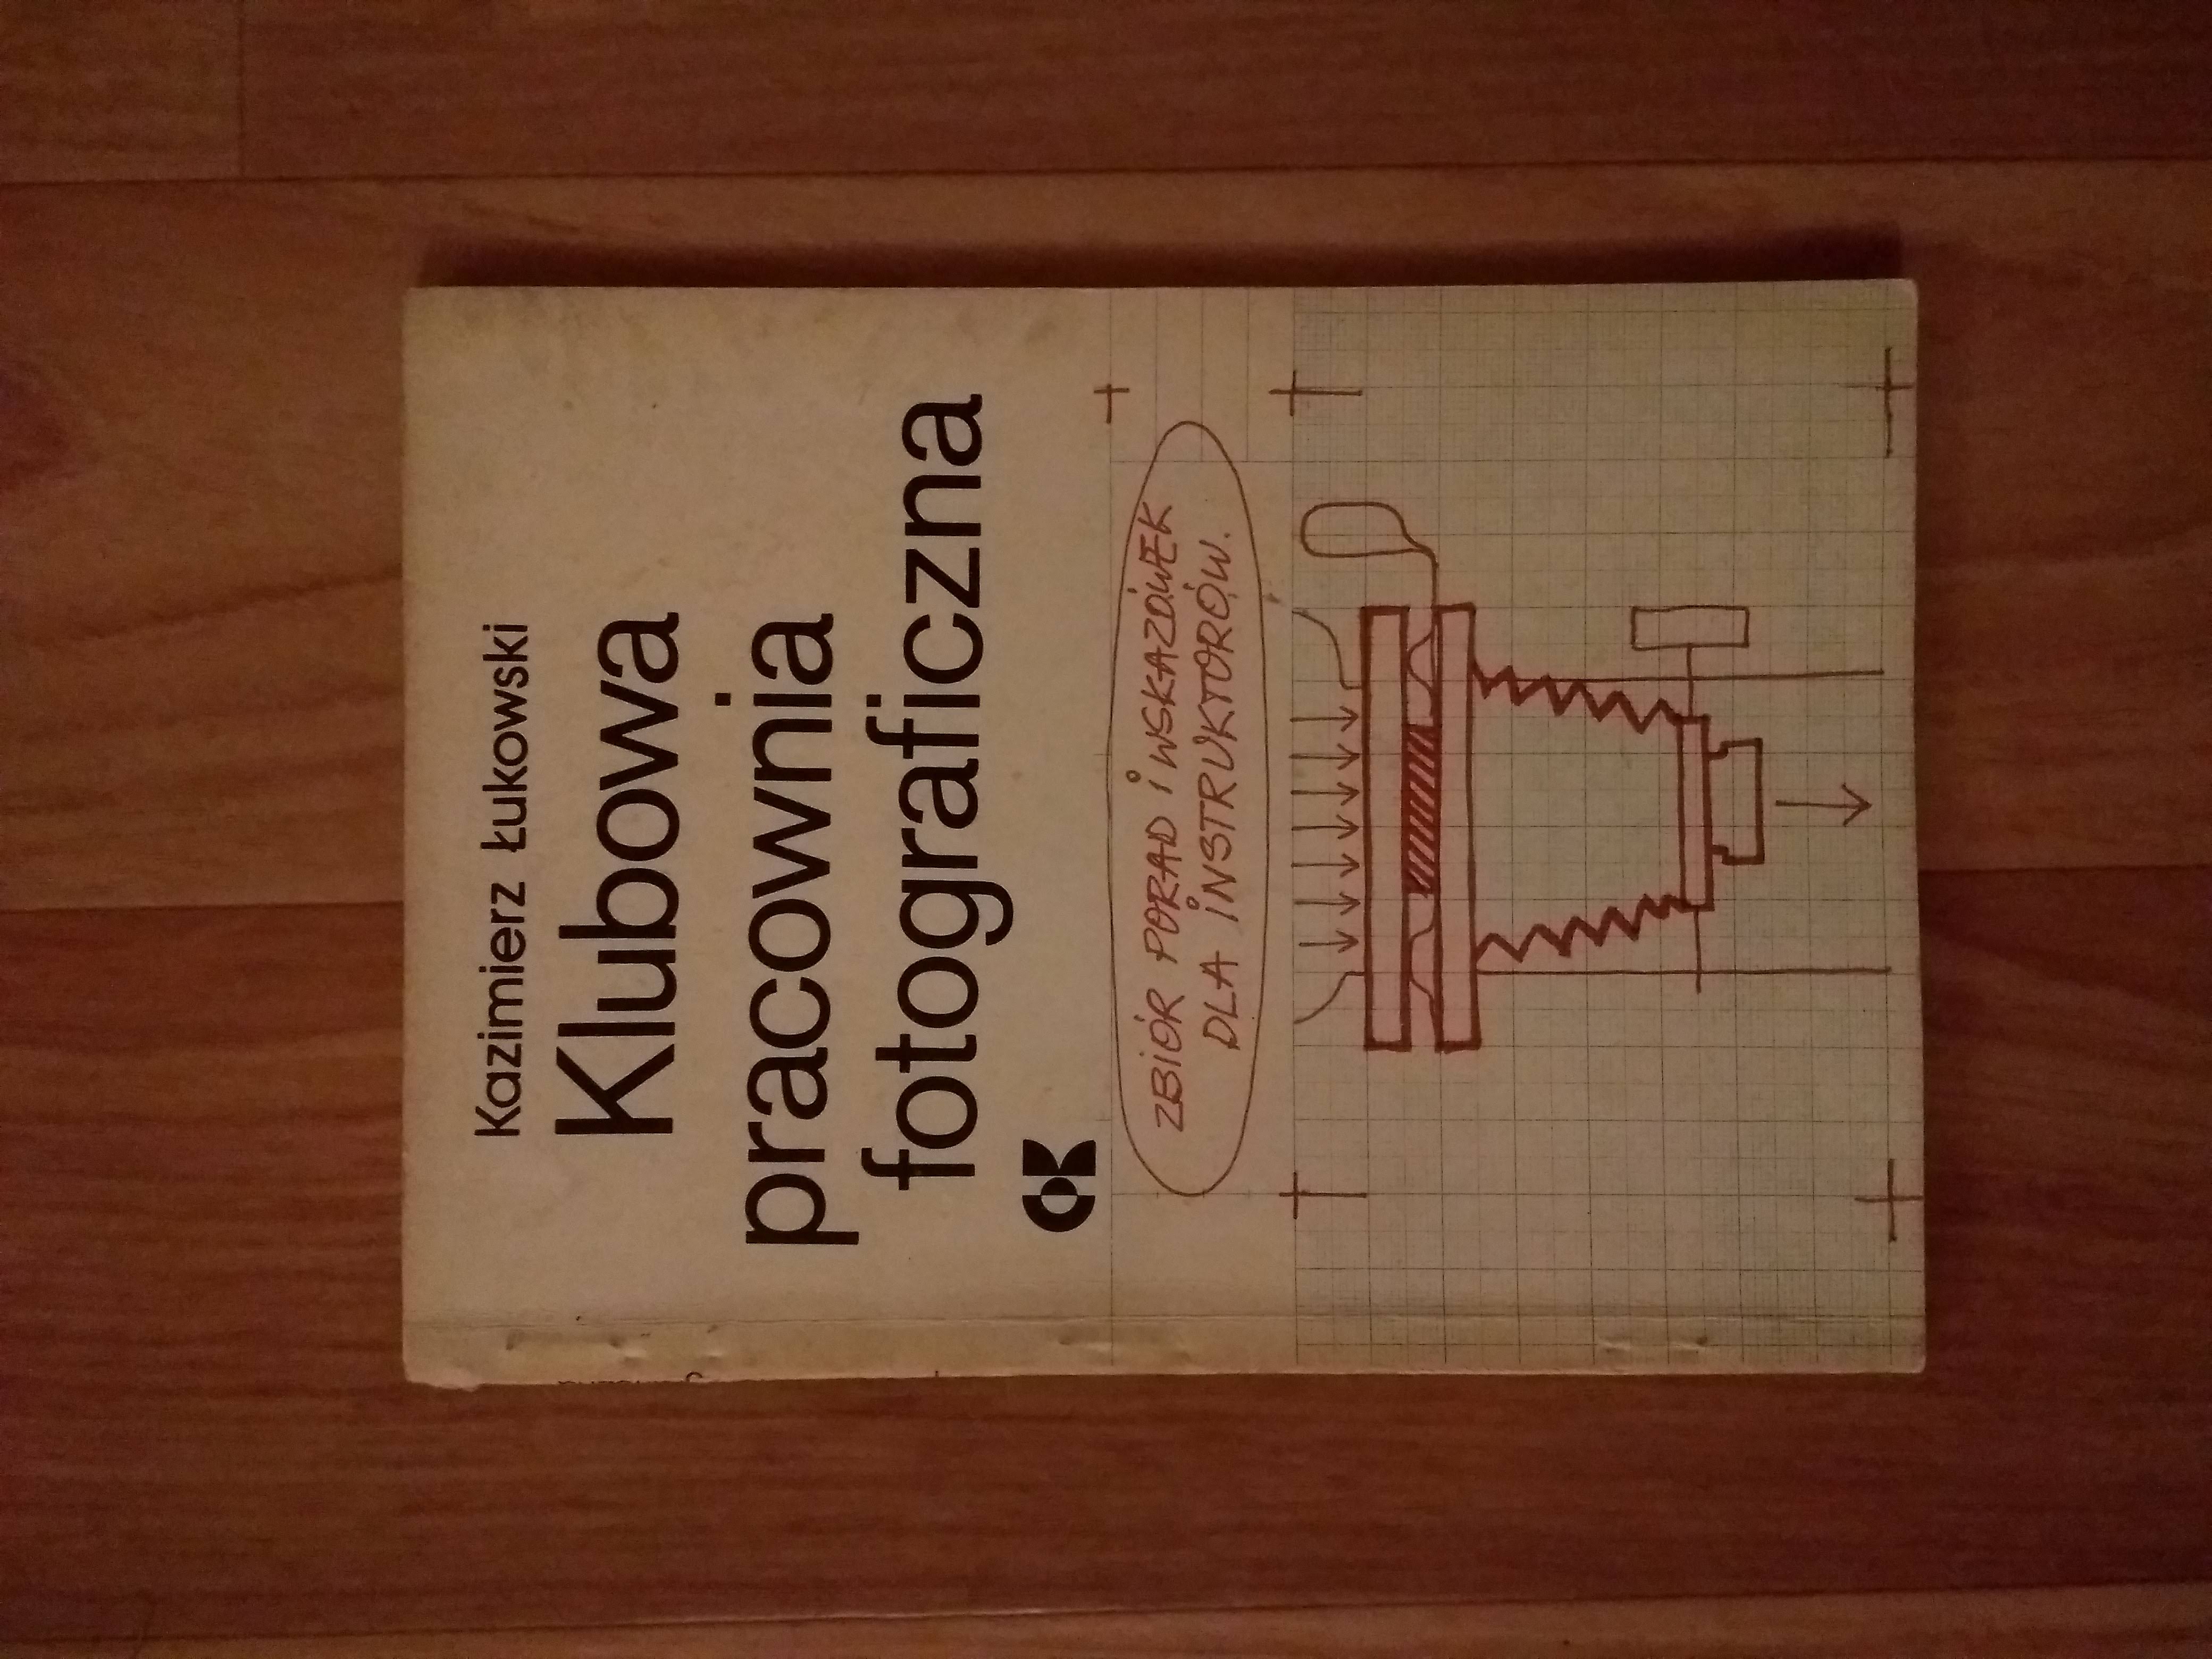 Kazimierz Łukowski
Klubowa
pracownia
fotograficzna
ZBIÓR PORAD I WSKAZÓWEK
DLA INSTRUKTORÓW.